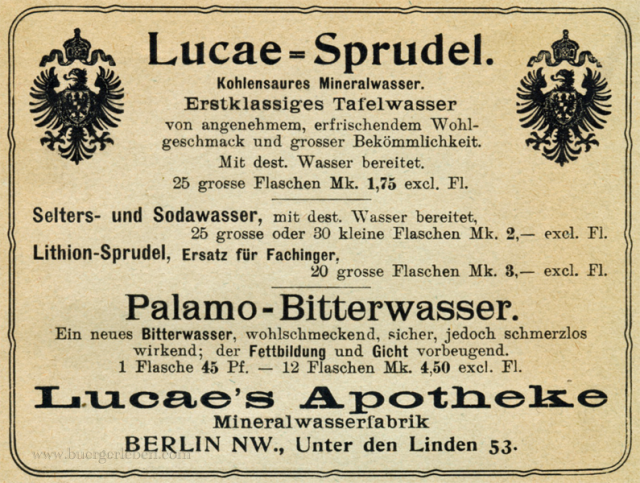 Lucae=Sprudel.
Kohlensaures Mineralwasser.
Erstklassiges Tafelwasser
von angenehmem, erfrischendem Wohl-
geschmack und grosser Bekömmlichkeit.
Mit dest. Wasser bereitet.
25 grosse Flaschen Mk. 1,75 excl. Fl.
Selters- und Sodawasser, mit dest. Wasser bereitet,
25 grosse oder 30 kleine Flaschen Mk. 2,— excl. Fl.
Lithion-Sprudel, Ersatz für Fachinger,
20 grosse Flaschen Mk. 3,— excl. Fl.
Palamo-Bitterwasser.
Ein neues Bitterwasser, wohlschmeckend, sicher, jedoch schmerzlos
wirkend; der Fettbildung und Gicht vorbeugend.
1 Flasche 45 Pf. — 12 Flaschen Mk. 4,50 excl. Fl.
Lucae's Apotheke
Mineralwasserfabrik
BERLIN NW., Unter den Linden 53.
www.buergerleben.com